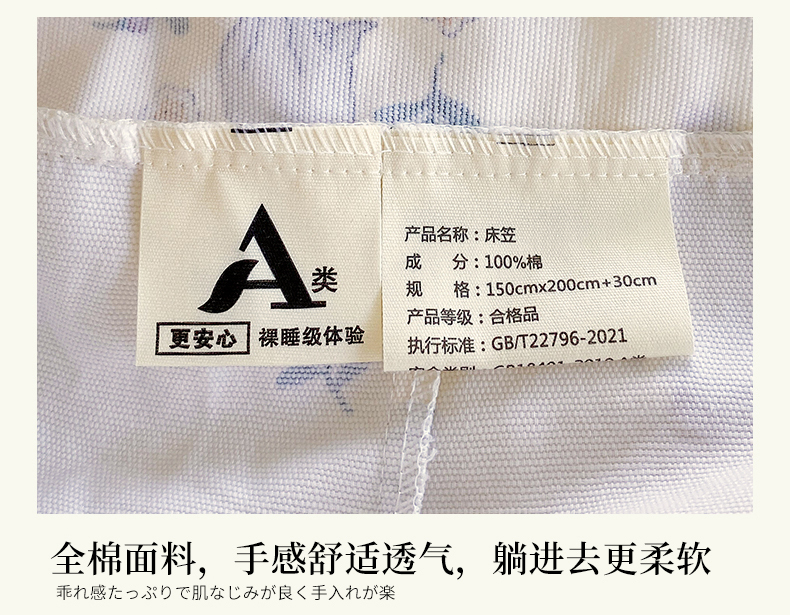 A类
更安心 裸睡级体验
产品名称：床笠
成 分：100%棉
规 格：150cmx200cm+30cm
产品等级：合格品
执行标准：GB/T22796-2021
全棉面料，手感舒适透气，躺进去更柔软
乖れ感たっぷりで肌なじみが良く手入れが楽